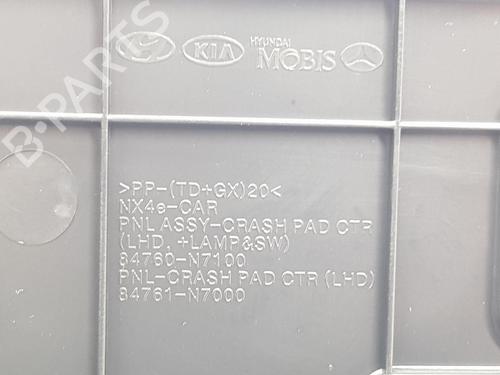 KIA
HYUNDAI
MOBIS
B-PARTS
>PP-(TD+GX)20<
NX4e-CAR
PNL ASSY-CRASH PAD CTR
(LHD. +LAMP&SW)
84760-N7100
PNL-CRASH PAD CTR (LHD)
84761-N7000